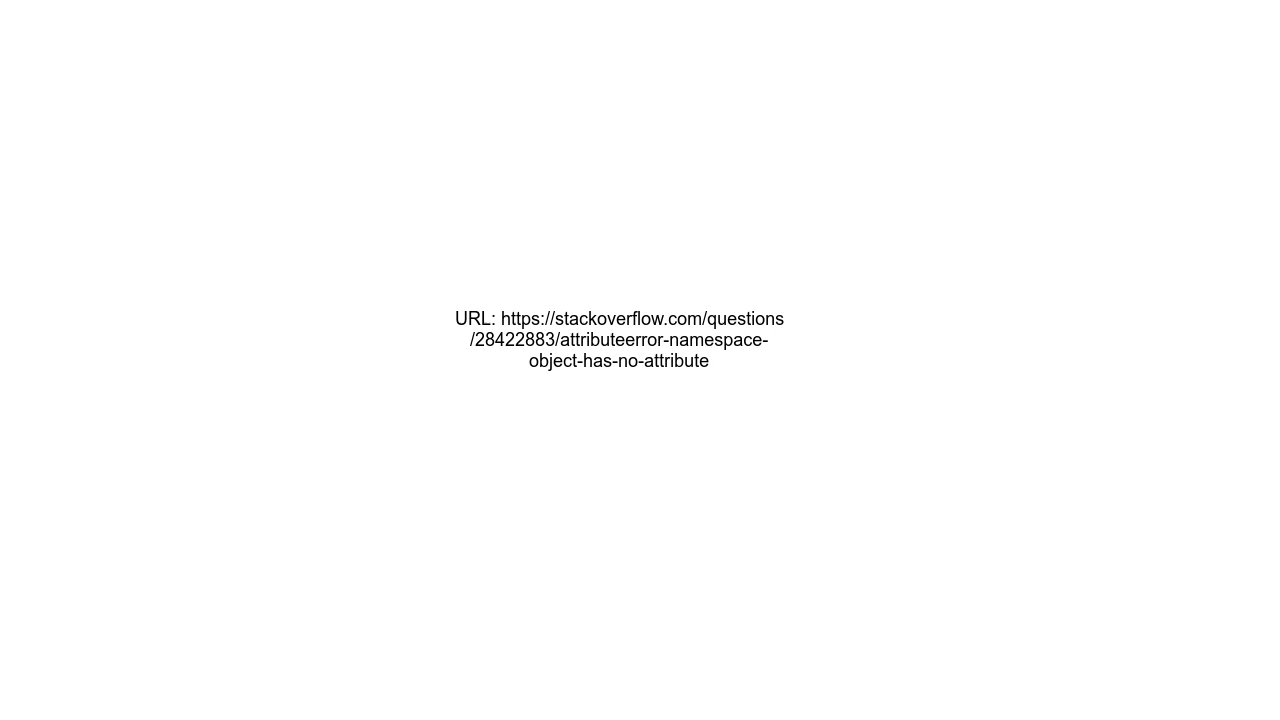 URL: https://stackoverflow.com/questions
/28422883/attributeerror-namespace-
object-has-no-attribute